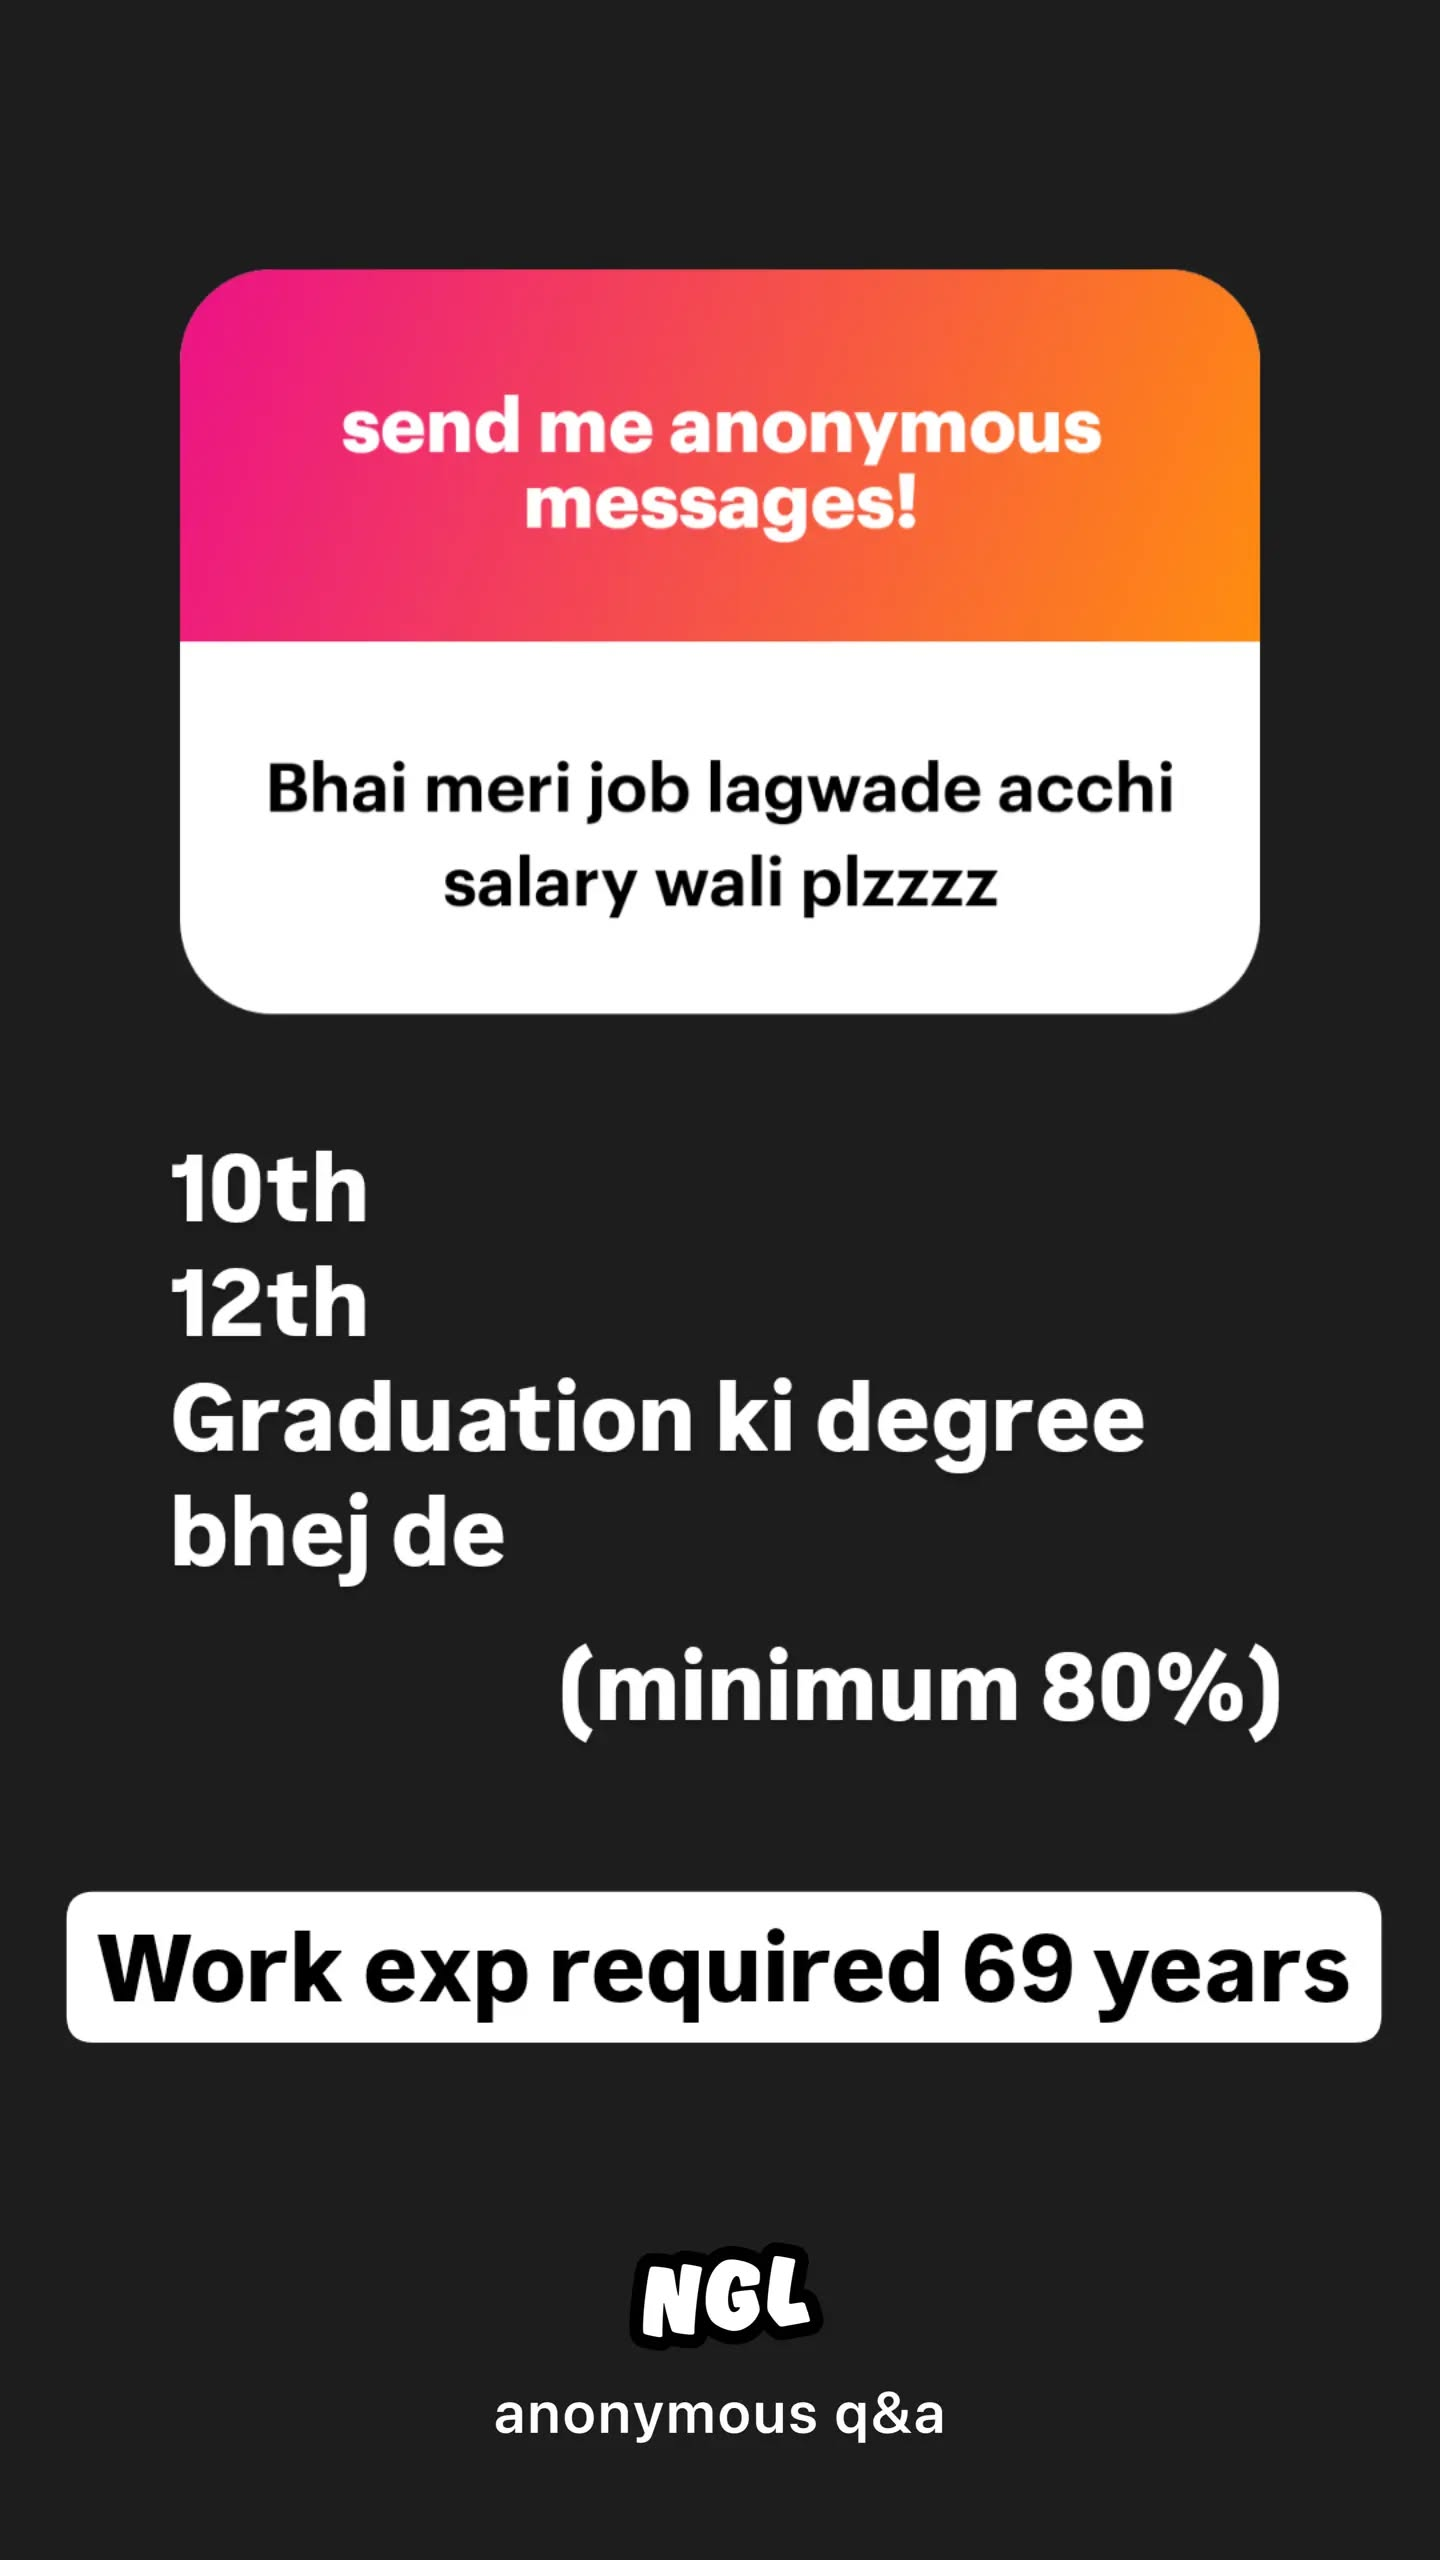 send me anonymous
messages!
Bhai meri job lagwade acchi
salary wali plzzzz
10th
12th
Graduation ki degree
bhej de
(minimum 80%)
Work exp required 69 years
NGL
anonymous q&a